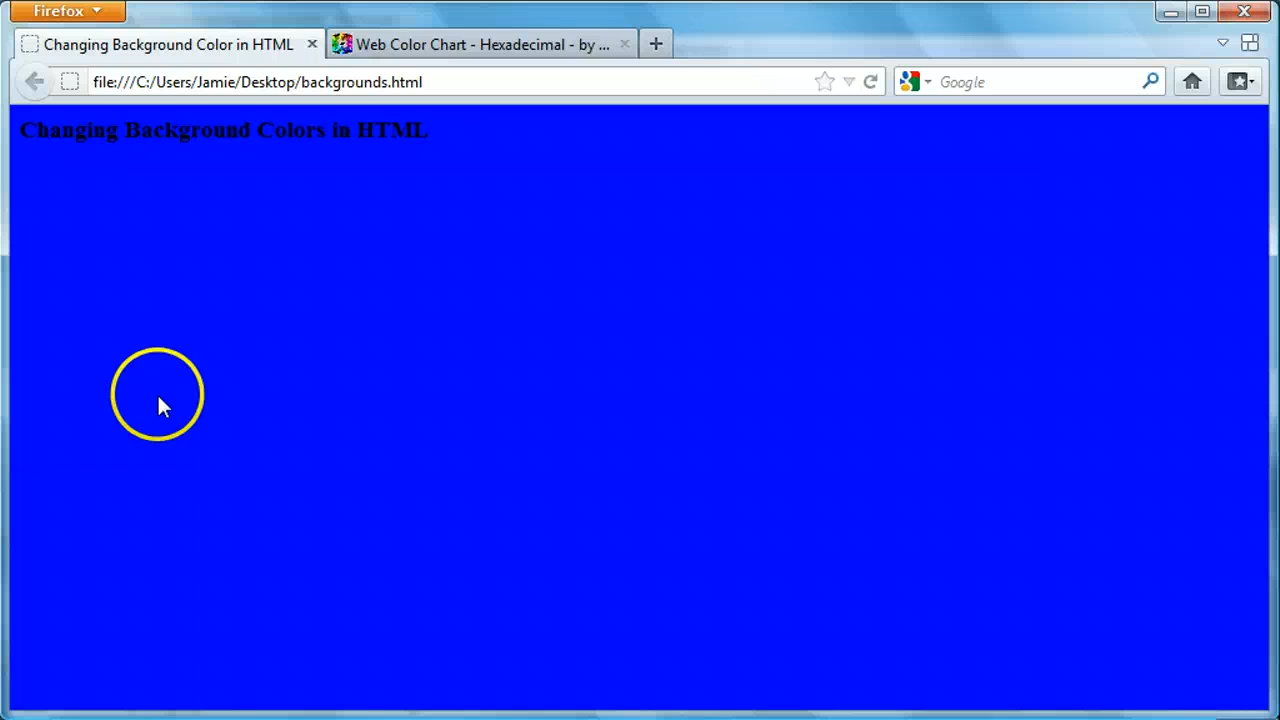 Firefox
Changing Background Color in HTML
Web Color Chart - Hexadecimal - by ...
file:///C:/Users/Jamie/Desktop/backgrounds.html
Google
Changing Background Colors in HTML